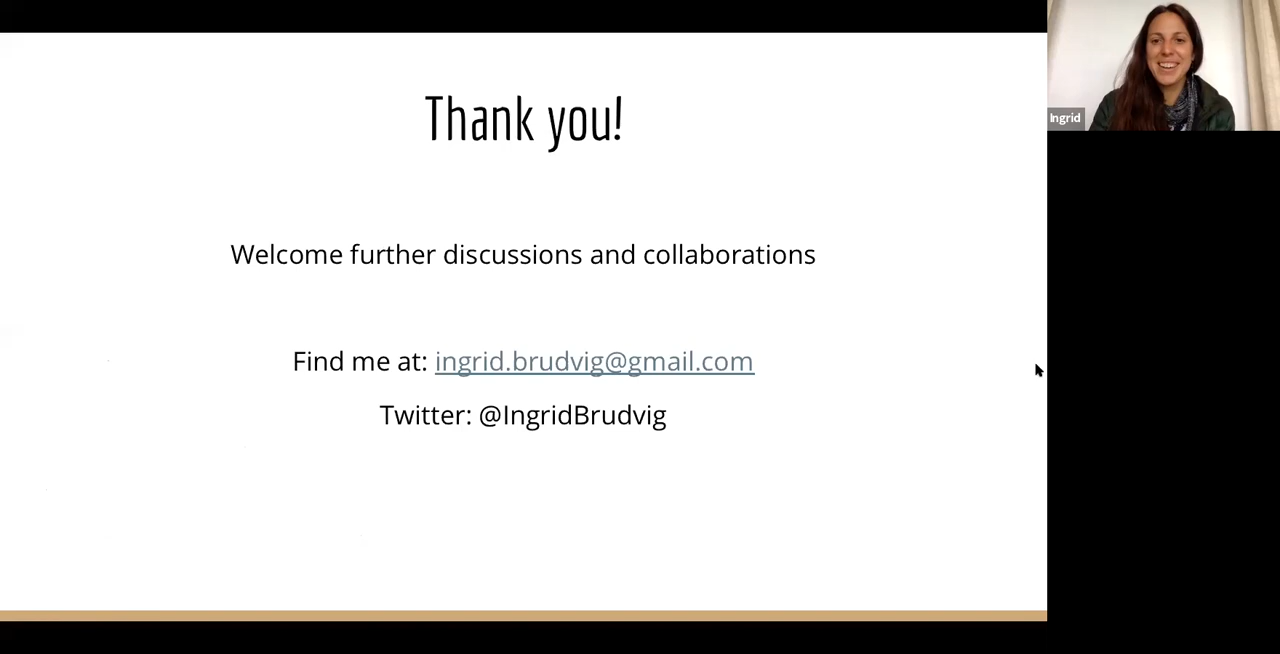 Thank you!
Ingrid
Welcome further discussions and collaborations
Find me at: ingrid.brudvig@gmail.com
Twitter: @IngridBrudvig